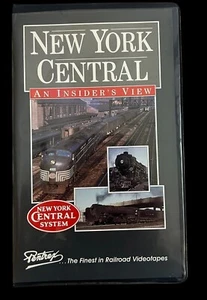 NEW YORK
CENTRAL
AN INSIDER'S VIEW
NEW YORK
CENTRAL
SYSTEM
Pentrex
...The Finest in Railroad Videotapes